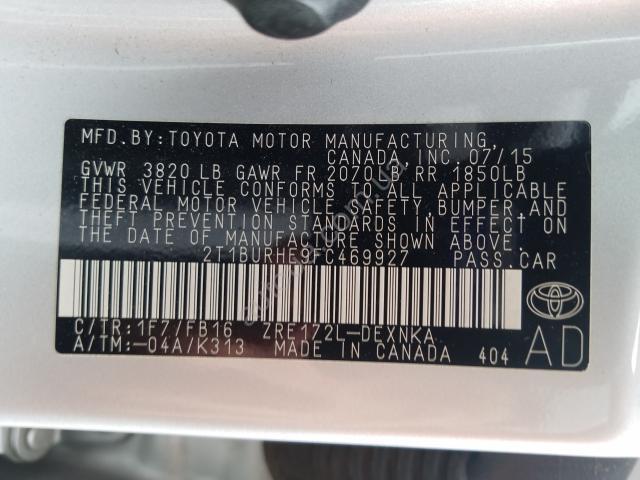 MFD.BY:TOYOTA MOTOR MANUFACTURING,
CANADA, INC. 07/15
GVWR 3820 LB GAWR FR 2070LB RR 1850LB
THIS VEHICLE CONFORMS TO ALL APPLICABLE
FEDERAL MOTOR VEHICLE SAFETY, BUMPER, AND
THEFT PREVENTION STANDARDS IN EFFECT ON
THE DATE OF MANUFACTURE SHOWN ABOVE.
2T1BURHE9FC469927 PASS.CAR
C/TR:1F7/FB16 ZRE172L-DEXNKA
A/TM:-04A/K313 MADE IN CANADA 404
AD